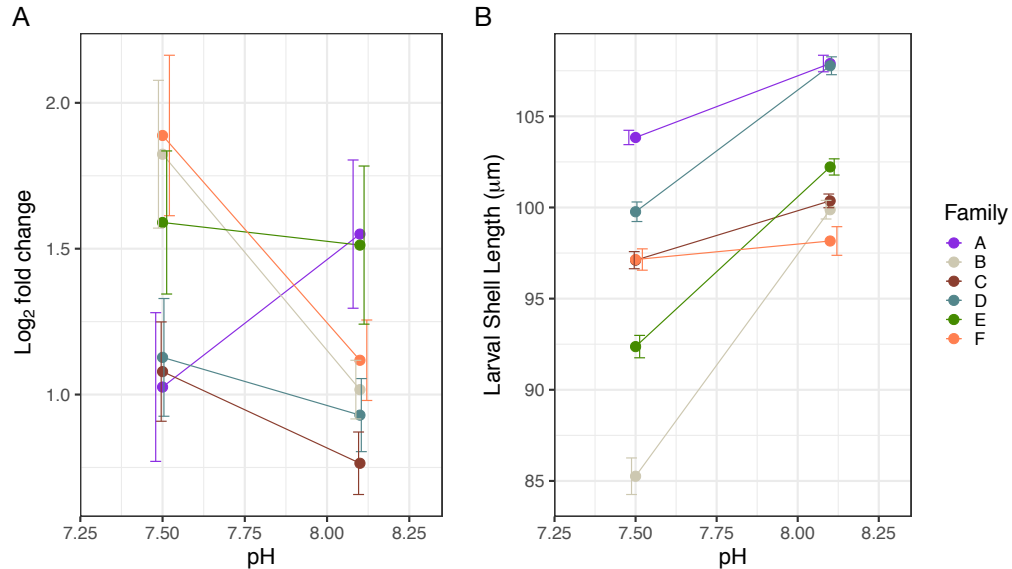 A
Log₂ fold change
2.0
1.5
1.0
7.25 7.50 7.75 8.00 8.25
pH
B
Larval Shell Length (μm)
105
100
95
90
85
7.25 7.50 7.75 8.00 8.25
pH
Family
A
B
C
D
E
F